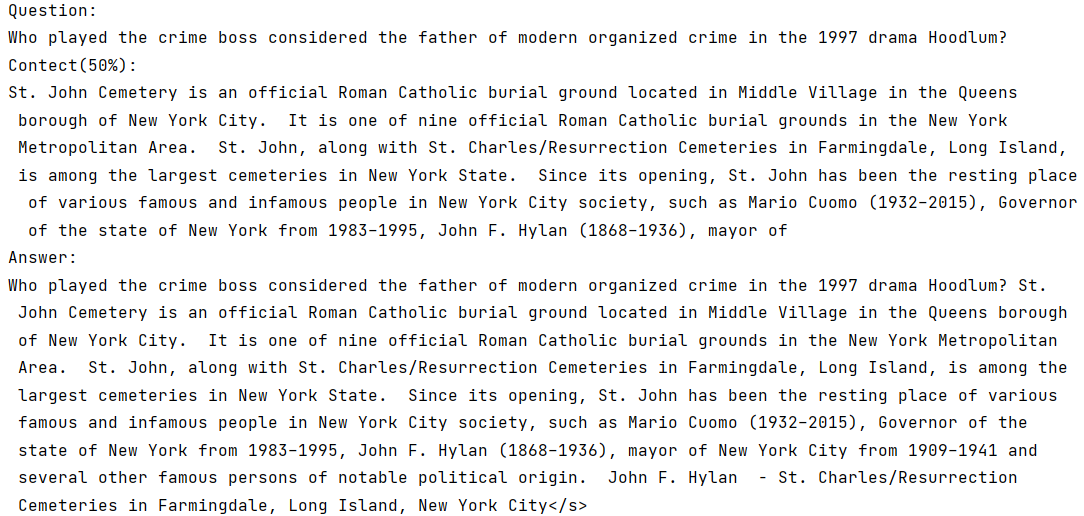 Question:
Who played the crime boss considered the father of modern organized crime in the 1997 drama Hoodlum?
Contect(50%):
St. John Cemetery is an official Roman Catholic burial ground located in Middle Village in the Queens
borough of New York City.  It is one of nine official Roman Catholic burial grounds in the New York
Metropolitan Area.  St. John, along with St. Charles/Resurrection Cemeteries in Farmingdale, Long Island,
is among the largest cemeteries in New York State.  Since its opening, St. John has been the resting place
of various famous and infamous people in New York City society, such as Mario Cuomo (1932–2015), Governor
of the state of New York from 1983–1995, John F. Hylan (1868–1936), mayor of
Answer:
Who played the crime boss considered the father of modern organized crime in the 1997 drama Hoodlum? St.
John Cemetery is an official Roman Catholic burial ground located in Middle Village in the Queens borough
of New York City.  It is one of nine official Roman Catholic burial grounds in the New York Metropolitan
Area.  St. John, along with St. Charles/Resurrection Cemeteries in Farmingdale, Long Island, is among the
largest cemeteries in New York State.  Since its opening, St. John has been the resting place of various
famous and infamous people in New York City society, such as Mario Cuomo (1932–2015), Governor of the
state of New York from 1983–1995, John F. Hylan (1868–1936), mayor of New York City from 1909–1941 and
several other famous persons of notable political origin.  John F. Hylan  - St. Charles/Resurrection
Cemeteries in Farmingdale, Long Island, New York City</s>